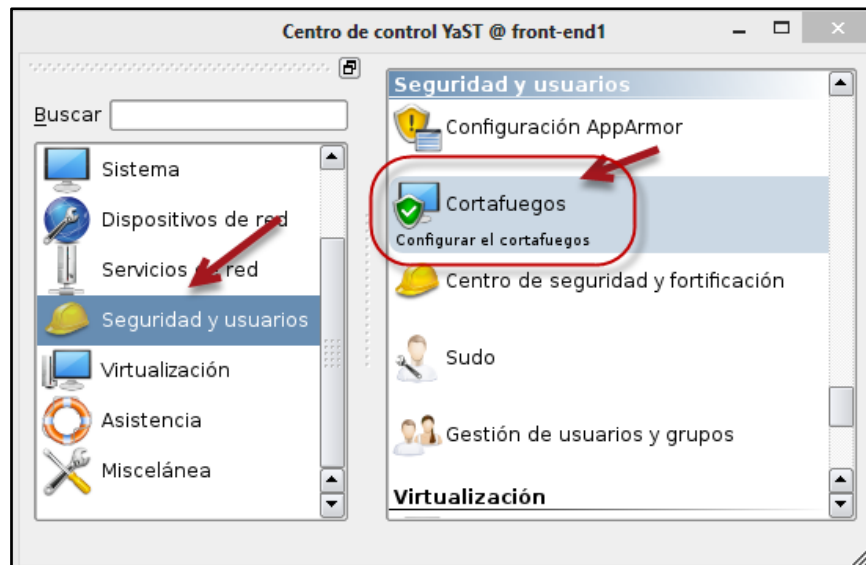 Centro de control YaST @ front-end1
Buscar
Sistema
Dispositivos de red
Servicios de red
Seguridad y usuarios
Virtualización
Asistencia
Miscelánea
Seguridad y usuarios
Configuración AppArmor
Cortafuegos
Configurar el cortafuegos
Centro de seguridad y fortificación
Sudo
Gestión de usuarios y grupos
Virtualización